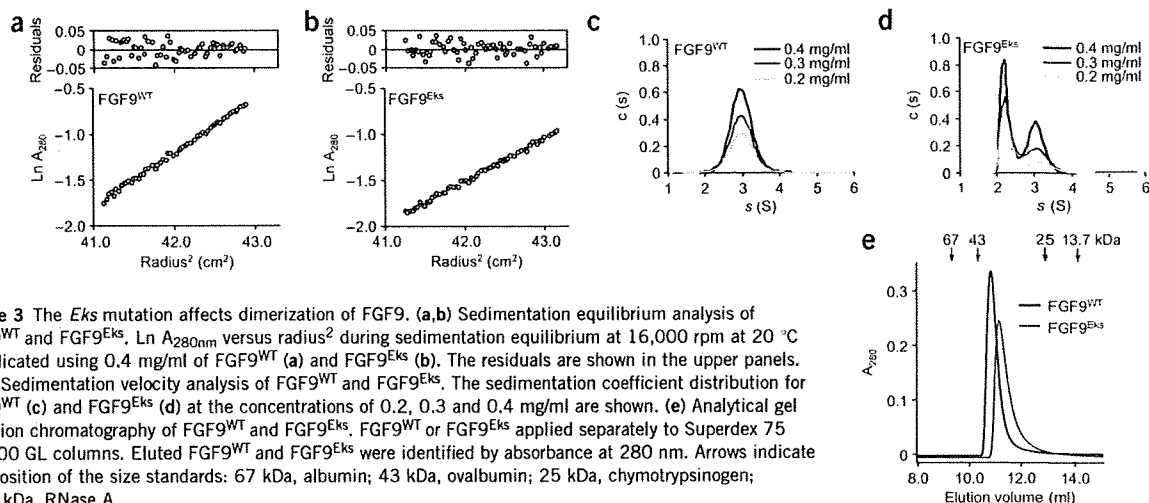 a
Residuals
0.05
0
-0.05
-0.5
-1.0
-1.5
-2.0
FGF9WT
Ln A280
41.0 42.0 43.0
Radius2 (cm2)
b
Residuals
0.05
0
-0.05
-0.5
-1.0
-1.5
-2.0
FGF9Eks
Ln A280
41.0 42.0 43.0
Radius2 (cm2)
c
FGF9WT
0.4 mg/ml
0.3 mg/ml
0.2 mg/ml
1.0
0.8
0.6
0.4
0.2
0
c (s)
1 2 3 4 5 6
s (S)
d
FGF9Eks
0.4 mg/ml
0.3 mg/ml
0.2 mg/ml
1.0
0.8
0.6
0.4
0.2
0
c (s)
1 2 3 4 5 6
s (S)
e
67 43 25 13.7 kDa
FGF9WT
FGF9Eks
0.3
0.2
0.1
0
A280
8.0 10.0 12.0 14.0
Elution volume (ml)
e 3 The Eks mutation affects dimerization of FGF9. (a,b) Sedimentation equilibrium analysis of
WT and FGF9Eks. Ln A280nm versus radius2 during sedimentation equilibrium at 16,000 rpm at 20 °C
dicated using 0.4 mg/ml of FGF9WT (a) and FGF9Eks (b). The residuals are shown in the upper panels.
Sedimentation velocity analysis of FGF9WT and FGF9Eks. The sedimentation coefficient distribution for
WT (c) and FGF9Eks (d) at the concentrations of 0.2, 0.3 and 0.4 mg/ml are shown. (e) Analytical gel
ion chromatography of FGF9WT and FGF9Eks. FGF9WT or FGF9Eks applied separately to Superdex 75
00 GL columns. Eluted FGF9WT and FGF9Eks were identified by absorbance at 280 nm. Arrows indicate
osition of the size standards: 67 kDa, albumin; 43 kDa, ovalbumin; 25 kDa, chymotrypsinogen;
kDa, RNase A.